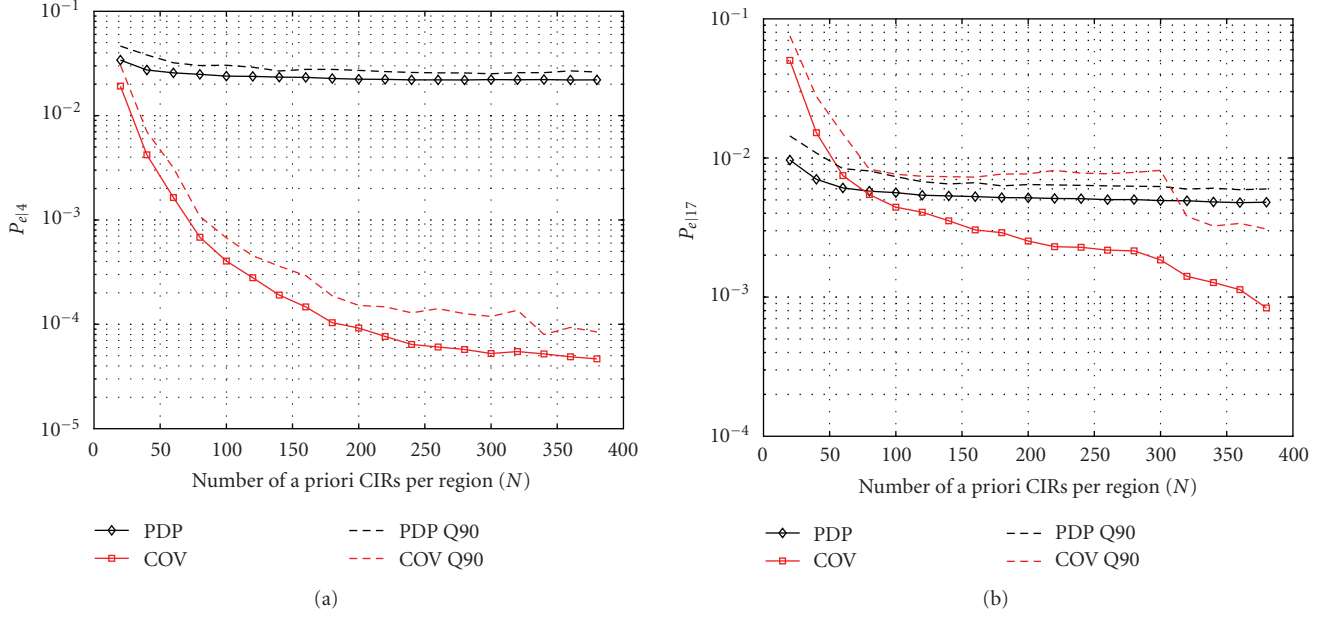 10−1
10−2
10−3
10−4
10−5
Pe|4
0 50 100 150 200 250 300 350 400
Number of a priori CIRs per region (N)
PDP
COV
PDP Q90
COV Q90
(a)
10−1
10−2
10−3
10−4
Pe|17
0 50 100 150 200 250 300 350 400
Number of a priori CIRs per region (N)
PDP
COV
PDP Q90
COV Q90
(b)